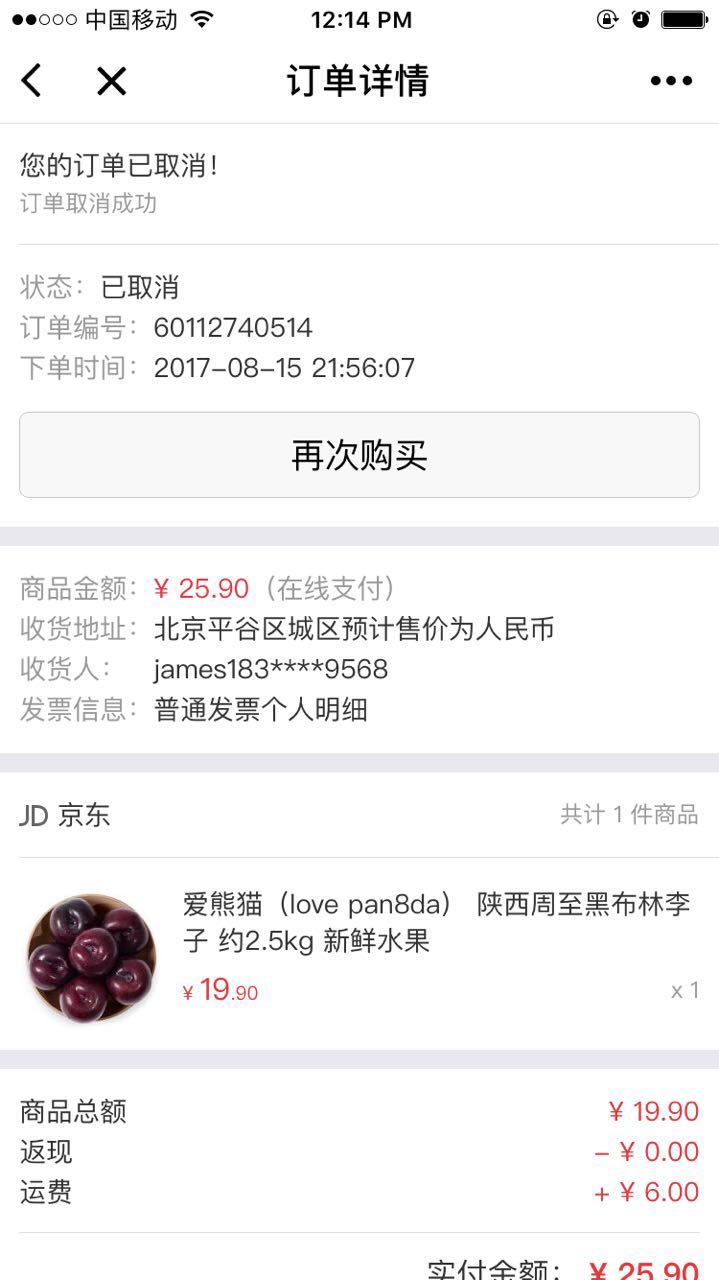 中国移动 12:14 PM
订单详情
您的订单已取消!
订单取消成功
状态: 已取消
订单编号: 60112740514
下单时间: 2017-08-15 21:56:07
再次购买
商品金额: ¥ 25.90 (在线支付)
收货地址: 北京平谷区城区预计售价为人民币
收货人: james183****9568
发票信息: 普通发票个人明细
JD 京东 共计 1 件商品
爱熊猫（love pan8da） 陕西周至黑布林李
子 约2.5kg 新鲜水果
¥ 19.90 x 1
商品总额 ¥ 19.90
返现 - ¥ 0.00
运费 + ¥ 6.00
实付金额: ¥ 25.90